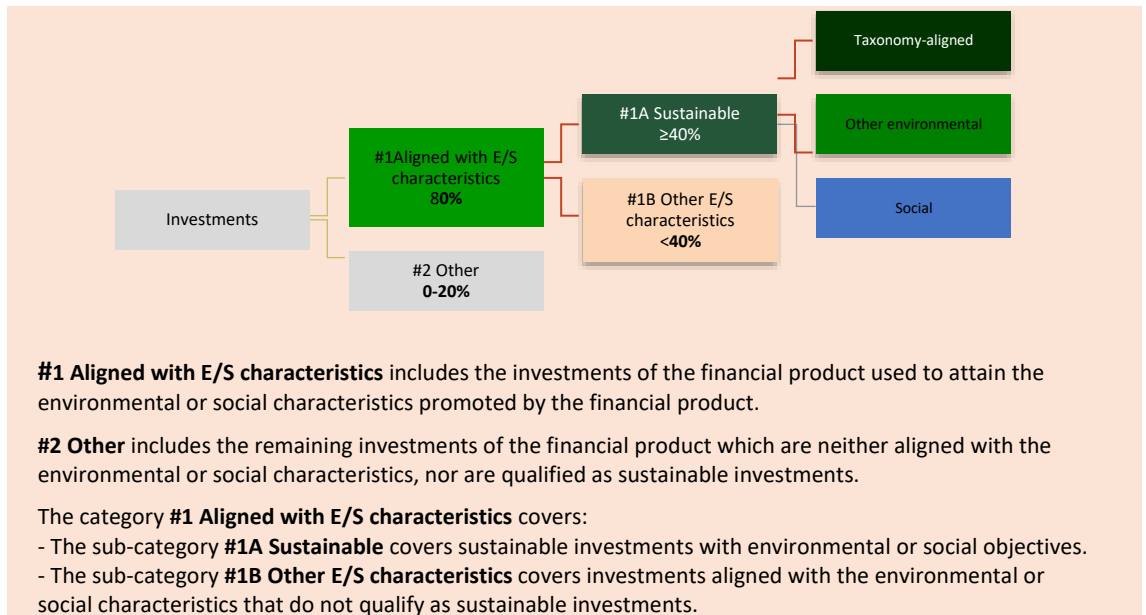 Taxonomy-aligned
#1A Sustainable
≥40%
Other environmental
#1Aligned with E/S
characteristics
80%
#1B Other E/S
characteristics
<40%
Social
Investments
#2 Other
0-20%
#1 Aligned with E/S characteristics includes the investments of the financial product used to attain the
environmental or social characteristics promoted by the financial product.
#2 Other includes the remaining investments of the financial product which are neither aligned with the
environmental or social characteristics, nor are qualified as sustainable investments.
The category #1 Aligned with E/S characteristics covers:
- The sub-category #1A Sustainable covers sustainable investments with environmental or social objectives.
- The sub-category #1B Other E/S characteristics covers investments aligned with the environmental or
social characteristics that do not qualify as sustainable investments.